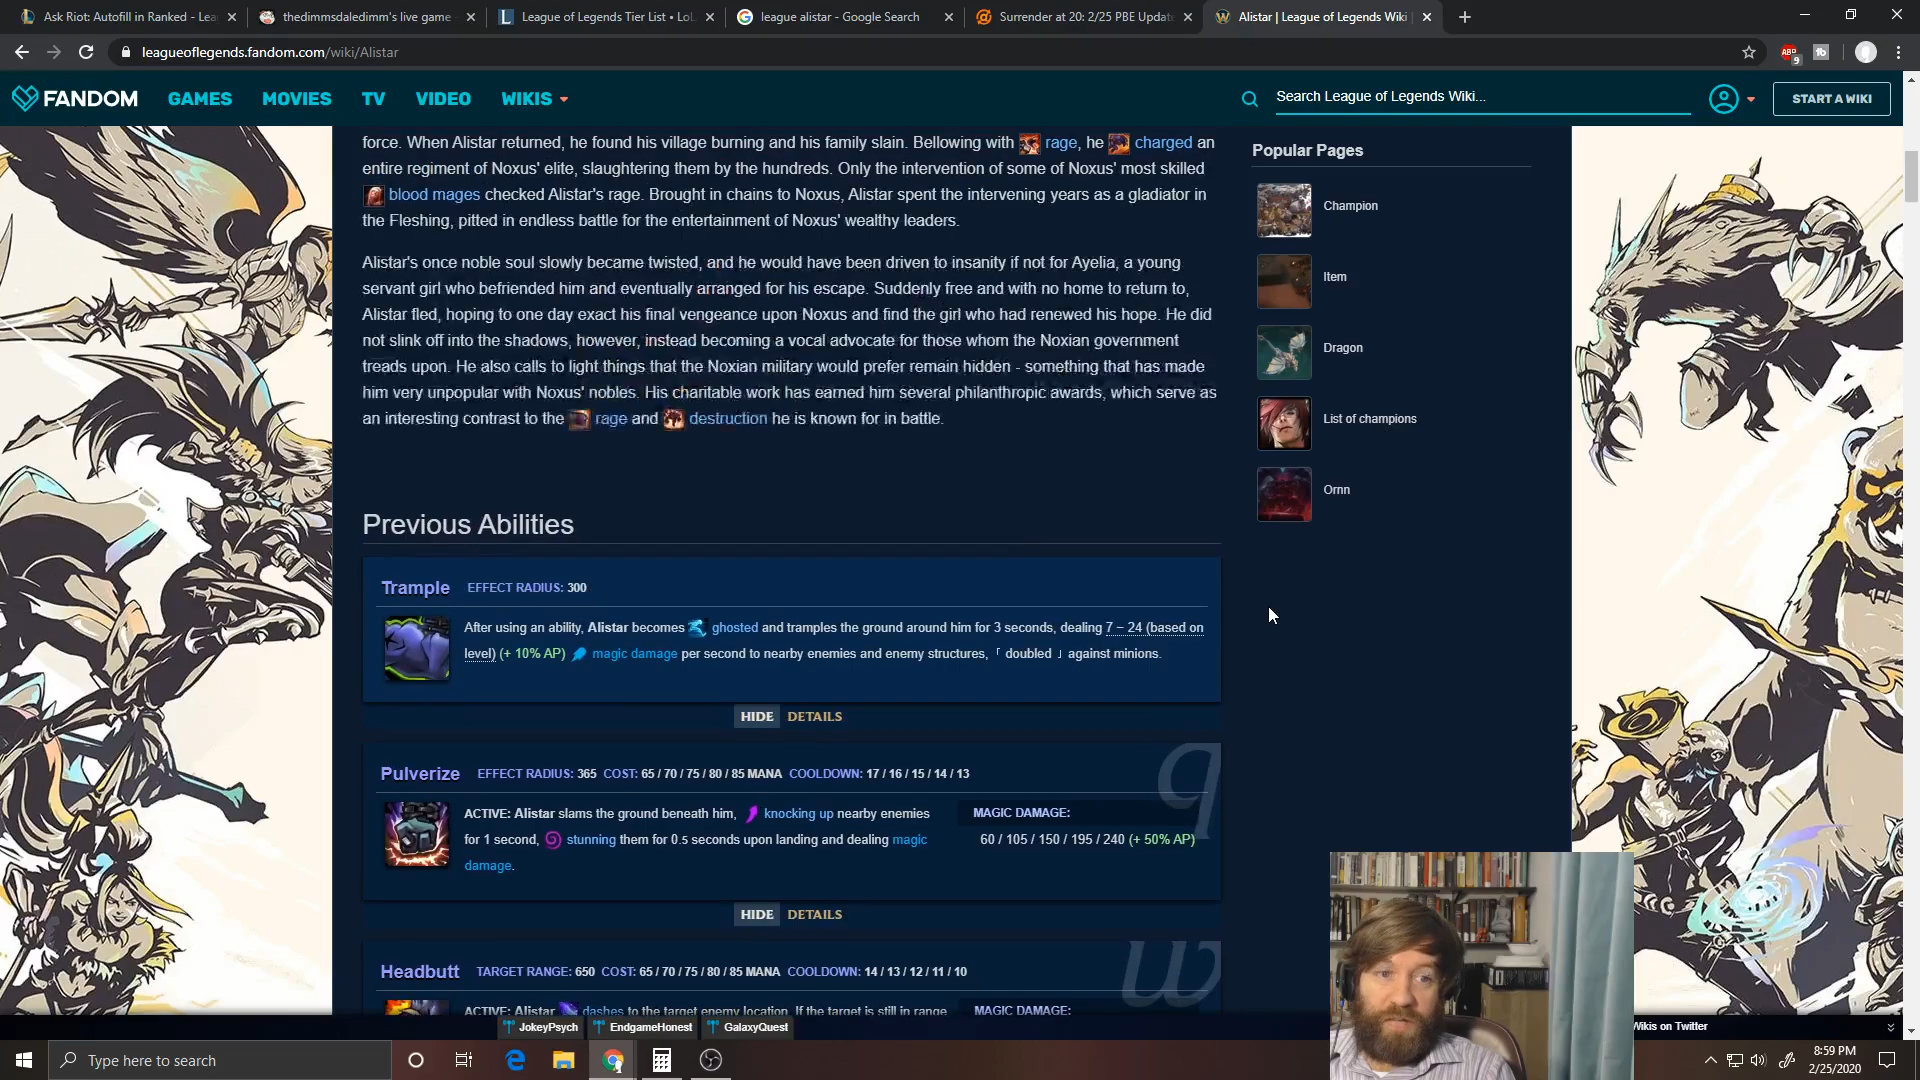 Ask Riot: Autofill in Ranked - Lea
thedimmsdaledimm's live game
League of Legends Tier List • LoL
league alistar - Google Search
Surrender at 20: 2/25 PBE Update
Alistar | League of Legends Wiki |
leagueoflegends.fandom.com/wiki/Alistar
ABP
9
fb
FANDOM
GAMES
MOVIES
TV
VIDEO
WIKIS
Search League of Legends Wiki...
START A WIKI
force. When Alistar returned, he found his village burning and his family slain. Bellowing with rage, he charged an
entire regiment of Noxus' elite, slaughtering them by the hundreds. Only the intervention of some of Noxus' most skilled
blood mages checked Alistar's rage. Brought in chains to Noxus, Alistar spent the intervening years as a gladiator in
the Fleshing, pitted in endless battle for the entertainment of Noxus' wealthy leaders.
Alistar's once noble soul slowly became twisted, and he would have been driven to insanity if not for Ayelia, a young
servant girl who befriended him and eventually arranged for his escape. Suddenly free and with no home to return to,
Alistar fled, hoping to one day exact his final vengeance upon Noxus and find the girl who had renewed his hope. He did
not slink off into the shadows, however, instead becoming a vocal advocate for those whom the Noxian government
treads upon. He also calls to light things that the Noxian military would prefer remain hidden - something that has made
him very unpopular with Noxus' nobles. His charitable work has earned him several philanthropic awards, which serve as
an interesting contrast to the rage and destruction he is known for in battle.
Popular Pages
Champion
Item
Dragon
List of champions
Ornn
Previous Abilities
Trample EFFECT RADIUS: 300
After using an ability, Alistar becomes ghosted and tramples the ground around him for 3 seconds, dealing 7 − 24 (based on
level) (+ 10% AP) magic damage per second to nearby enemies and enemy structures, 「 doubled 」 against minions.
HIDE DETAILS
Pulverize EFFECT RADIUS: 365 COST: 65 / 70 / 75 / 80 / 85 MANA COOLDOWN: 17 / 16 / 15 / 14 / 13
q
ACTIVE: Alistar slams the ground beneath him, knocking up nearby enemies
for 1 second, stunning them for 0.5 seconds upon landing and dealing magic
damage.
MAGIC DAMAGE:
60 / 105 / 150 / 195 / 240 (+ 50% AP)
HIDE DETAILS
Headbutt TARGET RANGE: 650 COST: 65 / 70 / 75 / 80 / 85 MANA COOLDOWN: 14 / 13 / 12 / 11 / 10
w
ACTIVE: Alistar dashes to the target enemy location. If the target is still in range
MAGIC DAMAGE:
JokeyPsych
EndgameHonest
GalaxyQuest
Wikis on Twitter
Type here to search
8:59 PM
2/25/2020